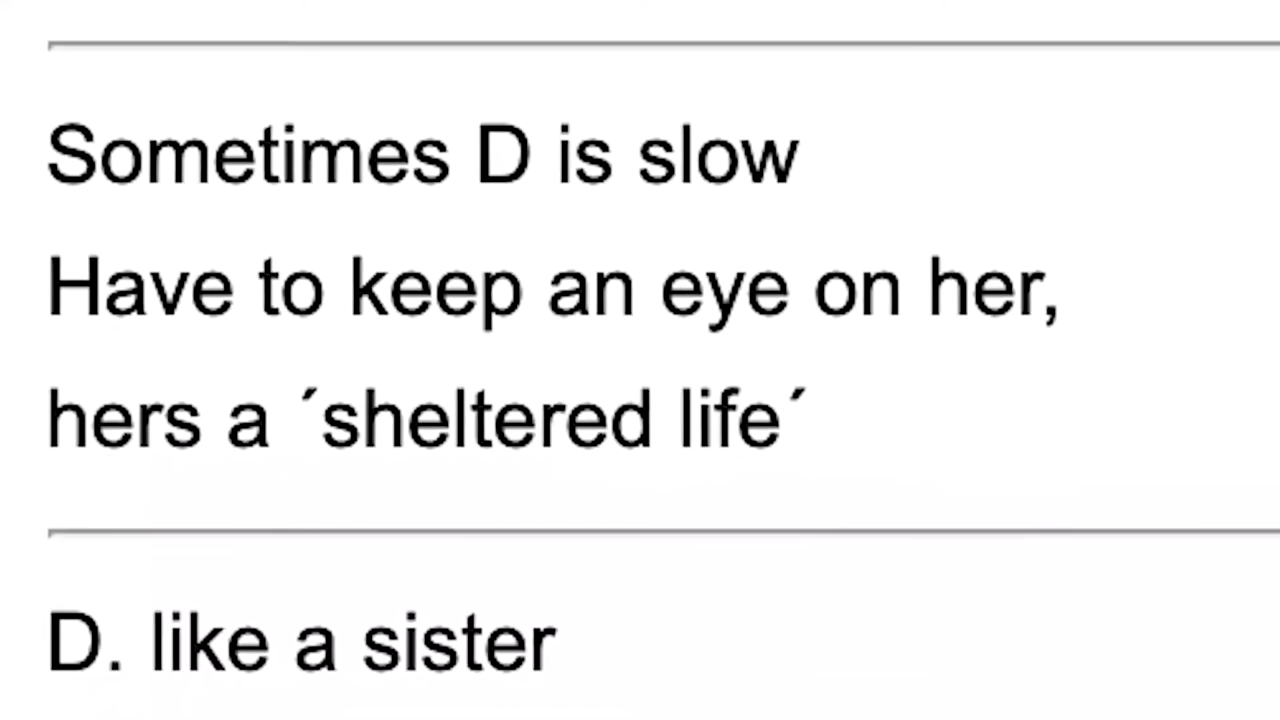 Sometimes D is slow
Have to keep an eye on her,
hers a ´sheltered life´
D. like a sister